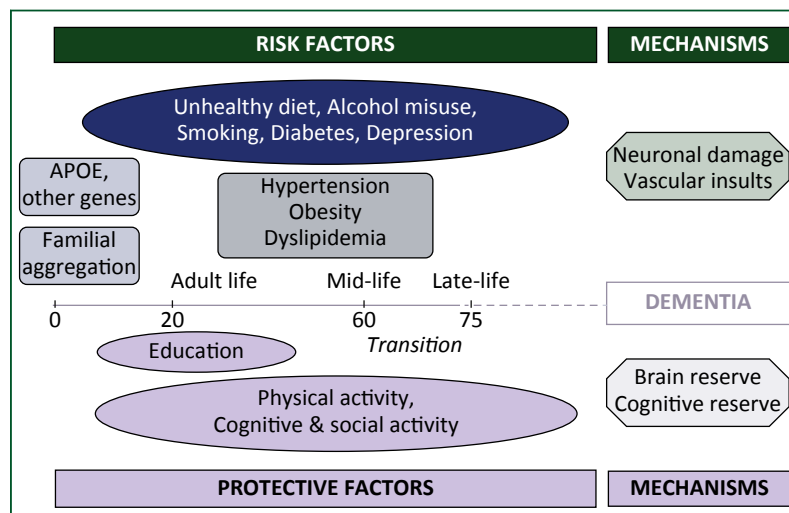 RISK FACTORS
MECHANISMS
Unhealthy diet, Alcohol misuse,
Smoking, Diabetes, Depression
Neuronal damage
Vascular insults
APOE,
other genes
Hypertension
Obesity
Dyslipidemia
Familial
aggregation
Adult life
Mid-life
Late-life
DEMENTIA
0
20
60
75
Transition
Education
Physical activity,
Cognitive & social activity
Brain reserve
Cognitive reserve
PROTECTIVE FACTORS
MECHANISMS